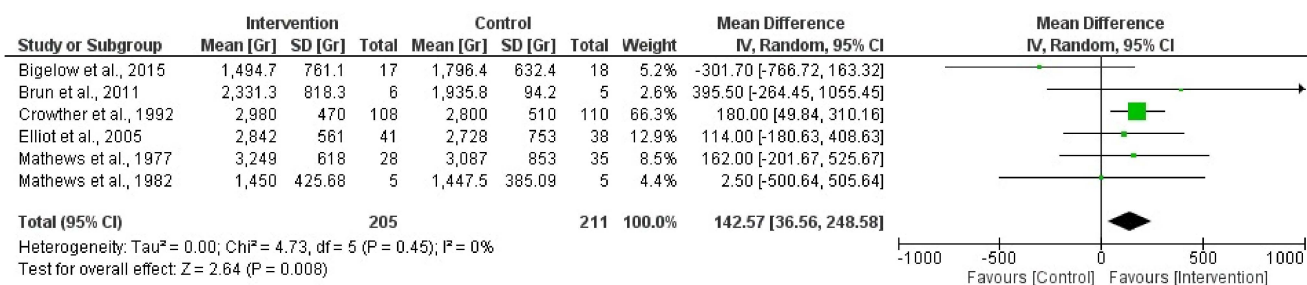 Intervention Control Mean Difference Mean Difference
Study or Subgroup Mean [Gr] SD [Gr] Total Mean [Gr] SD [Gr] Total Weight IV, Random, 95% CI IV, Random, 95% CI
Bigelow et al., 2015 1,494.7 761.1 17 1,796.4 632.4 18 5.2% -301.70 [-766.72, 163.32]
Brun et al., 2011 2,331.3 818.3 6 1,935.8 94.2 5 2.6% 395.50 [-264.45, 1055.45]
Crowther et al., 1992 2,980 470 108 2,800 510 110 66.3% 180.00 [49.84, 310.16]
Elliot et al., 2005 2,842 561 41 2,728 753 38 12.9% 114.00 [-180.63, 408.63]
Mathews et al., 1977 3,249 618 28 3,087 853 35 8.5% 162.00 [-201.67, 525.67]
Mathews et al., 1982 1,450 425.68 5 1,447.5 385.09 5 4.4% 2.50 [-500.64, 505.64]
Total (95% CI) 205 211 100.0% 142.57 [36.56, 248.58]
Heterogeneity: Tau² = 0.00; Chi² = 4.73, df = 5 (P = 0.45); I² = 0%
Test for overall effect: Z = 2.64 (P = 0.008)
-1000 -500 0 500 1000
Favours [Control] Favours [Intervention]